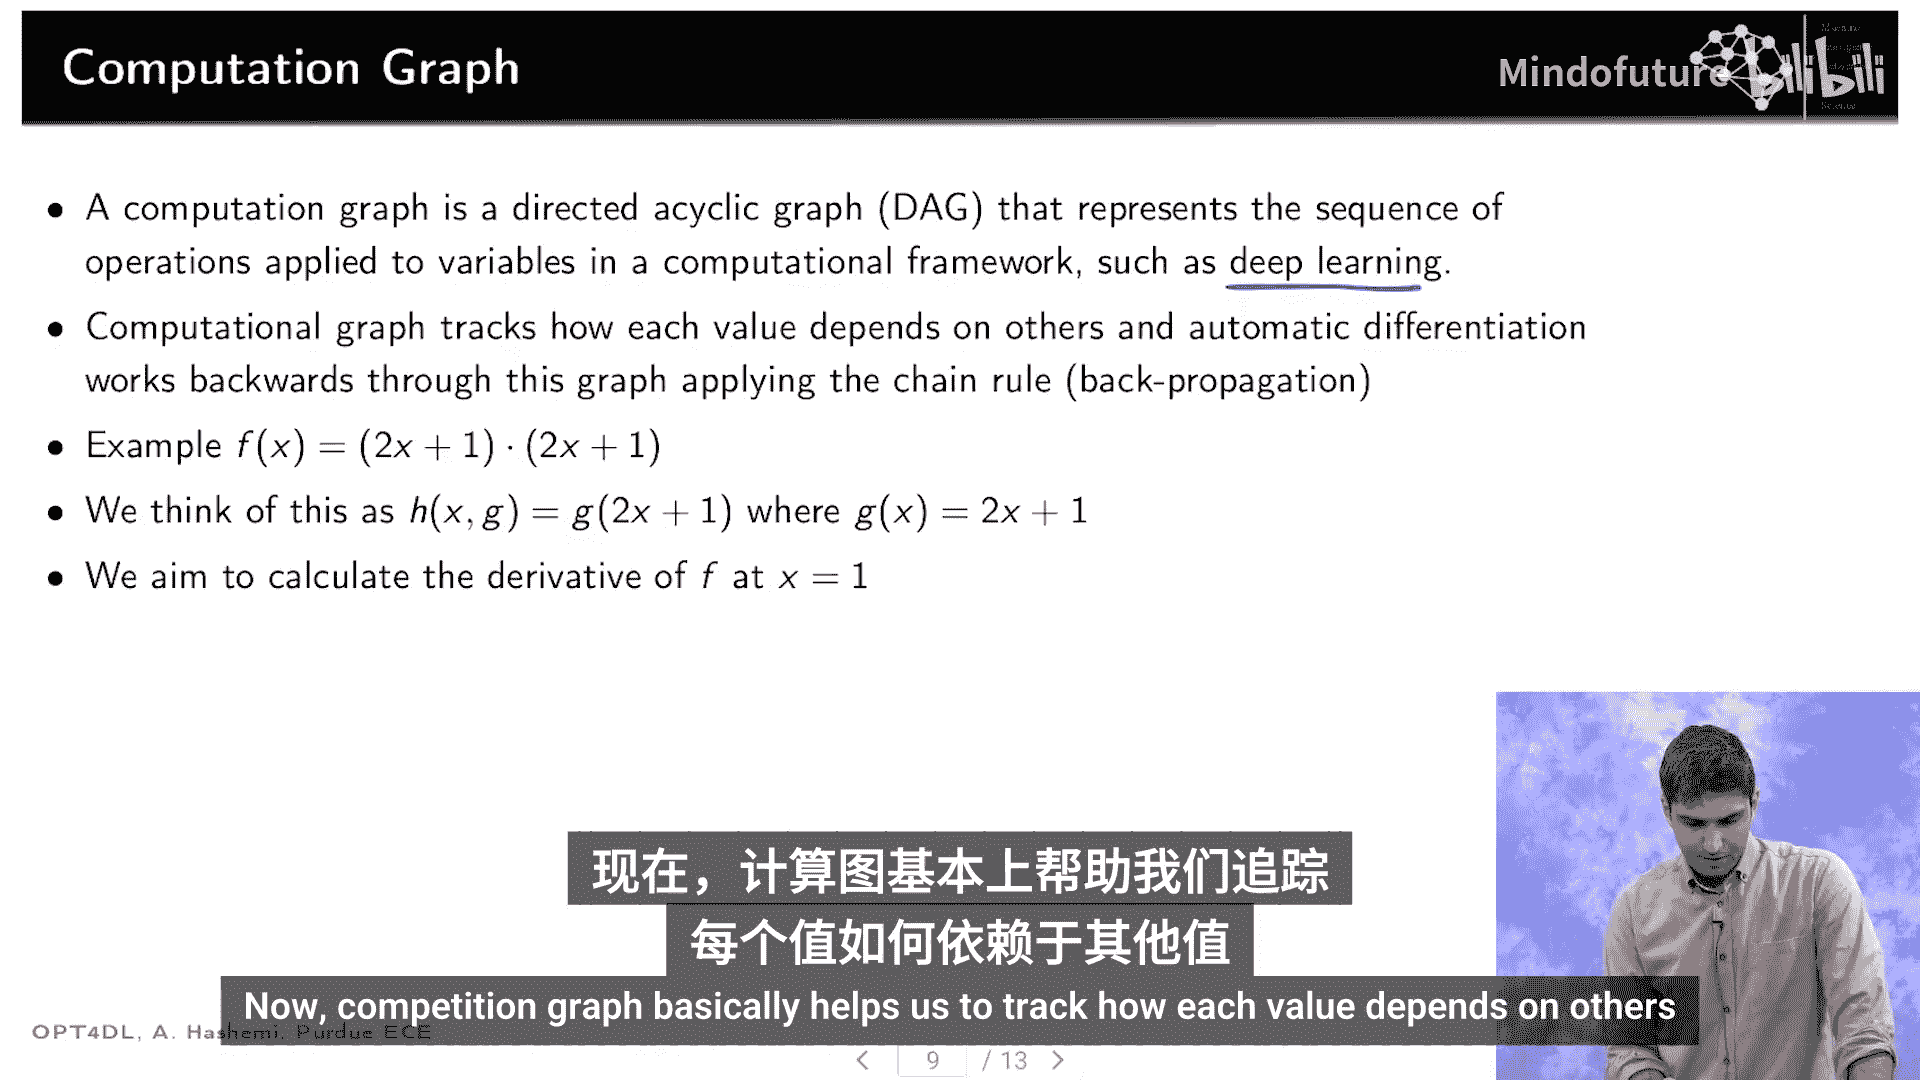 Computation Graph
Mindofuture
bilibili
• A computation graph is a directed acyclic graph (DAG) that represents the sequence of
operations applied to variables in a computational framework, such as deep learning.
• Computational graph tracks how each value depends on others and automatic differentiation
works backwards through this graph applying the chain rule (back-propagation)
• Example f(x) = (2x + 1) · (2x + 1)
• We think of this as h(x, g) = g(2x + 1) where g(x) = 2x + 1
• We aim to calculate the derivative of f at x = 1
现在，计算图基本上帮助我们追踪
每个值如何依赖于其他值
Now, competition graph basically helps us to track how each value depends on others
OPT4DL, A. Hashemi, Purdue ECE
9 / 13